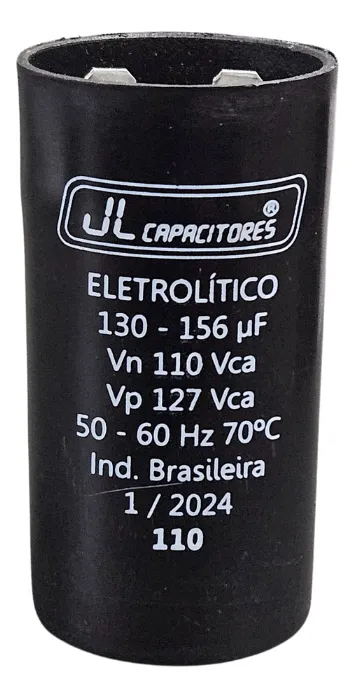 JL CAPACITORES ®
ELETROLÍTICO
130 - 156 µF
Vn 110 Vca
Vp 127 Vca
50 - 60 Hz 70ºC
Ind. Brasileira
1 / 2024
110